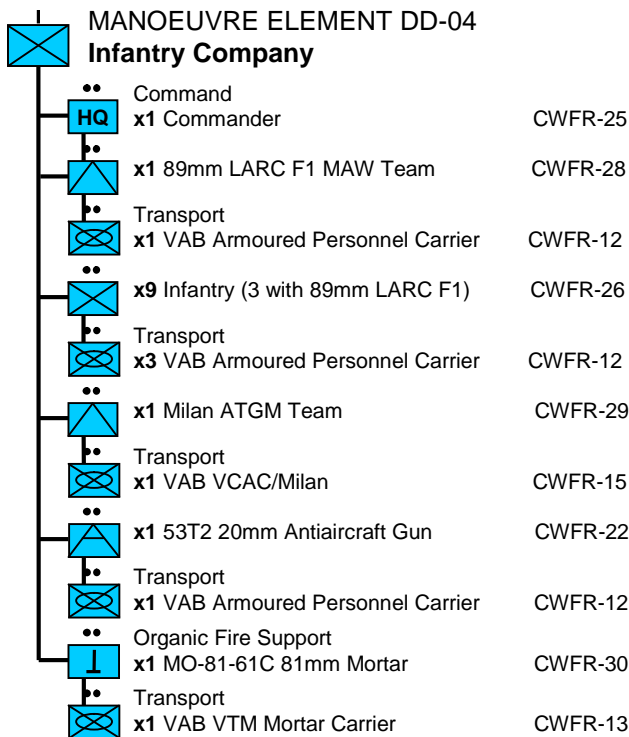 MANOEUVRE ELEMENT DD-04
Infantry Company
Command
HQ x1 Commander CWFR-25
x1 89mm LARC F1 MAW Team CWFR-28
Transport
x1 VAB Armoured Personnel Carrier CWFR-12
x9 Infantry (3 with 89mm LARC F1) CWFR-26
Transport
x3 VAB Armoured Personnel Carrier CWFR-12
x1 Milan ATGM Team CWFR-29
Transport
x1 VAB VCAC/Milan CWFR-15
x1 53T2 20mm Antiaircraft Gun CWFR-22
Transport
x1 VAB Armoured Personnel Carrier CWFR-12
Organic Fire Support
x1 MO-81-61C 81mm Mortar CWFR-30
Transport
x1 VAB VTM Mortar Carrier CWFR-13